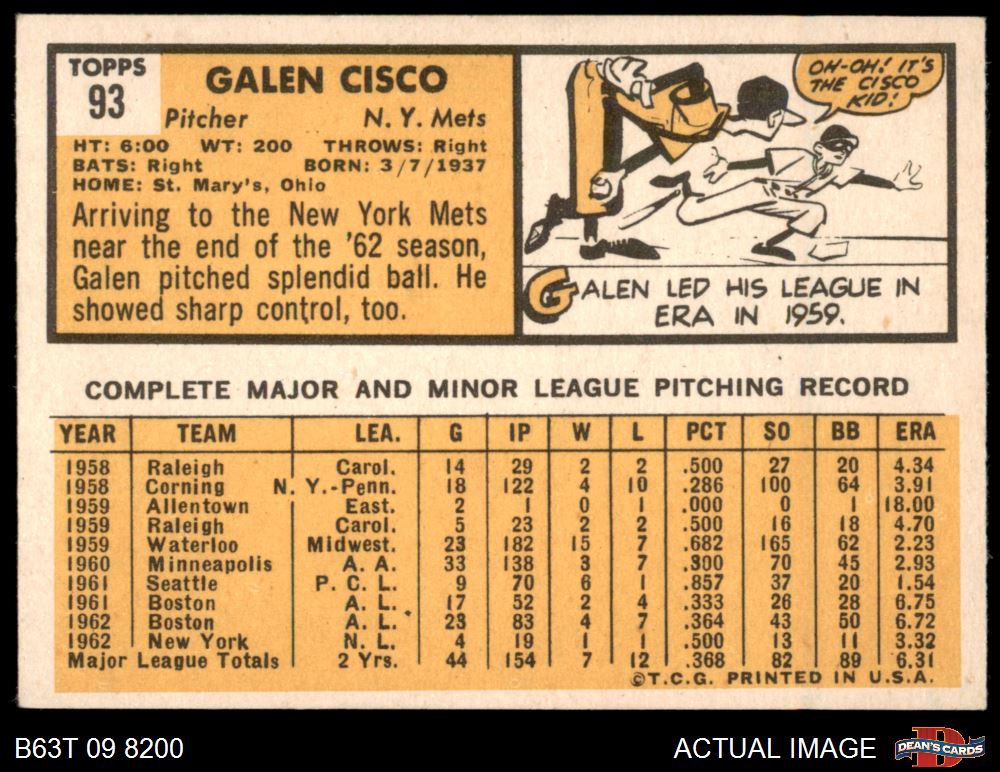 TOPPS
93
GALEN CISCO
Pitcher N. Y. Mets
HT: 6:00 WT: 200 THROWS: Right
BATS: Right BORN: 3/7/1937
HOME: St. Mary's, Ohio
Arriving to the New York Mets
near the end of the '62 season,
Galen pitched splendid ball. He
showed sharp control, too.
OH-OH! IT'S
THE CISCO
KID!
GALEN LED HIS LEAGUE IN
ERA IN 1959.
COMPLETE MAJOR AND MINOR LEAGUE PITCHING RECORD
YEAR TEAM LEA. G IP W L PCT SO BB ERA
1958 Raleigh Carol. 14 29 2 2 .500 27 20 4.34
1958 Corning N. Y.-Penn. 18 122 4 10 .286 100 64 3.91
1959 Allentown East. 2 1 0 1 .000 0 1 18.00
1959 Raleigh Carol. 5 23 2 2 .500 16 18 4.70
1959 Waterloo Midwest. 23 182 15 7 .682 165 62 2.23
1960 Minneapolis A. A. 33 138 3 7 .300 70 45 2.93
1961 Seattle P. C. L. 9 70 6 1 .857 37 20 1.54
1961 Boston A. L. 17 52 2 4 .333 26 28 6.75
1962 Boston A. L. 23 83 4 7 .364 43 50 6.72
1962 New York N. L. 4 19 1 1 .500 13 11 3.32
Major League Totals 2 Yrs. 44 154 7 12 .368 82 89 6.31
©T.C.G. PRINTED IN U.S.A.
B63T 09 8200 ACTUAL IMAGE
D
DEAN'S CARDS